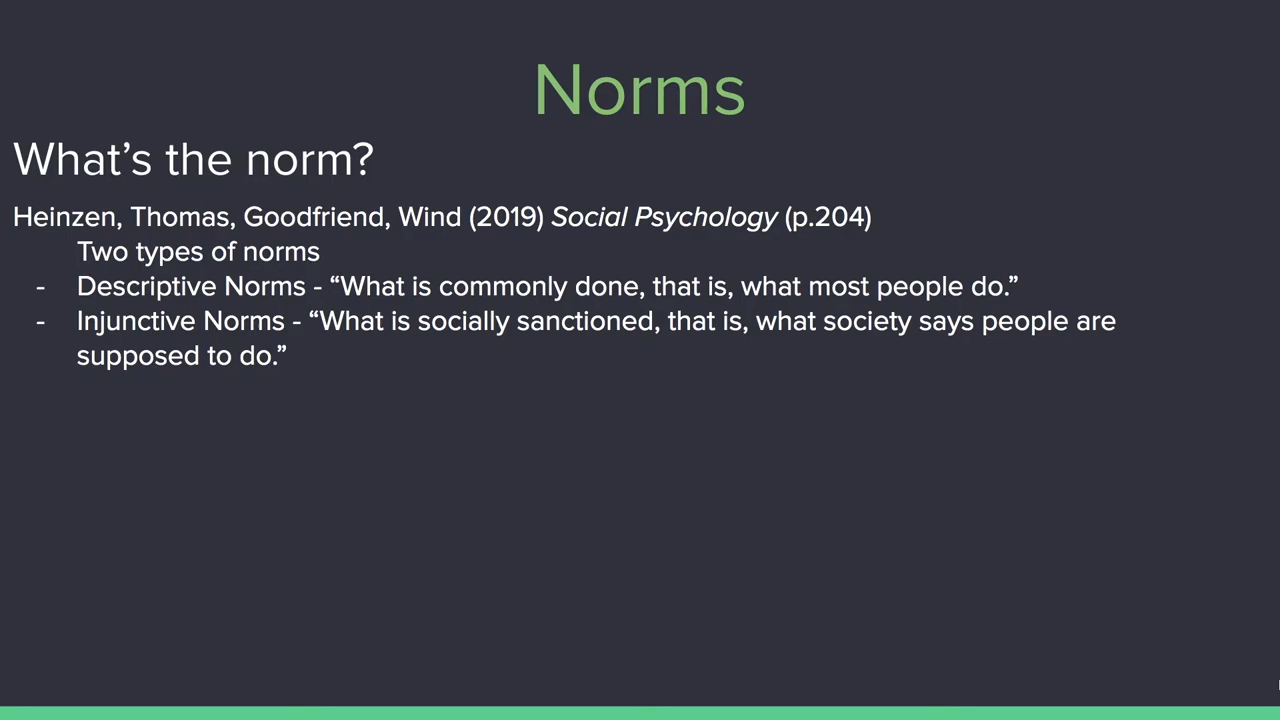 Norms
What’s the norm?
Heinzen, Thomas, Goodfriend, Wind (2019) Social Psychology (p.204)
Two types of norms
- Descriptive Norms - “What is commonly done, that is, what most people do.”
- Injunctive Norms - “What is socially sanctioned, that is, what society says people are
supposed to do.”